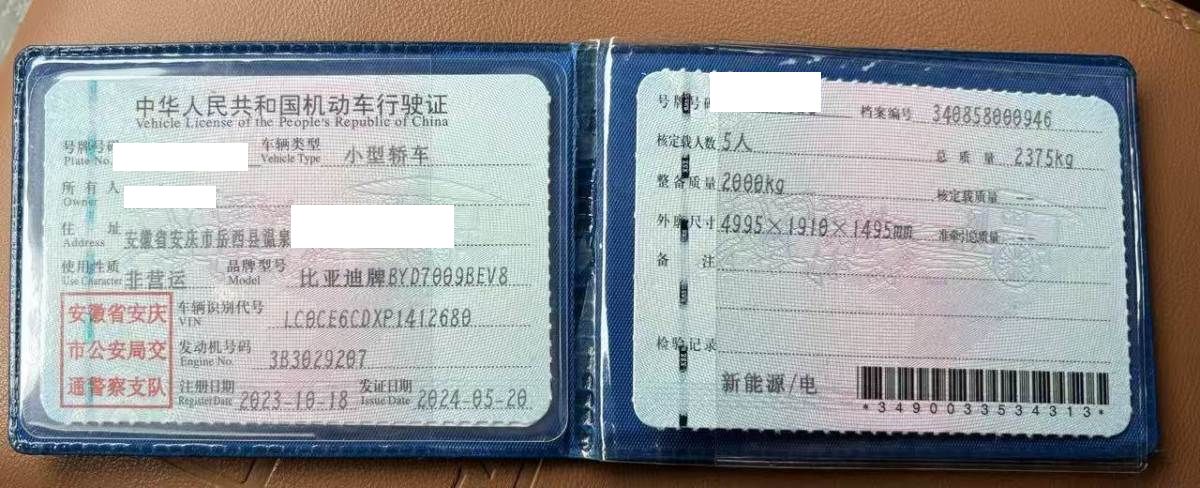 中华人民共和国机动车行驶证
Vehicle License of the People's Republic of China
号牌号码 车辆类型 小型轿车
Plate No. Vehicle Type
所有人
Owner
住址 安徽省安庆市岳西县温泉
Address
使用性质 非营运 品牌型号 比亚迪牌BYD7009BEV8
Use Character Model
安徽省安庆
市公安局交
通警察支队
车辆识别代号 LC0CE6CDXP1412680
VIN
发动机号码 3B3029207
Engine No.
注册日期 2023-10-18 发证日期 2024-05-20
Register Date Issue Date
号牌号码 档案编号 340858000946
核定载人数 5人 总质量 2375kg
整备质量 2000kg 核定载质量 --
外廓尺寸 4995×1910×1495 准牵引总质量 --
备注
检验记录
新能源/电
*3490033534313*